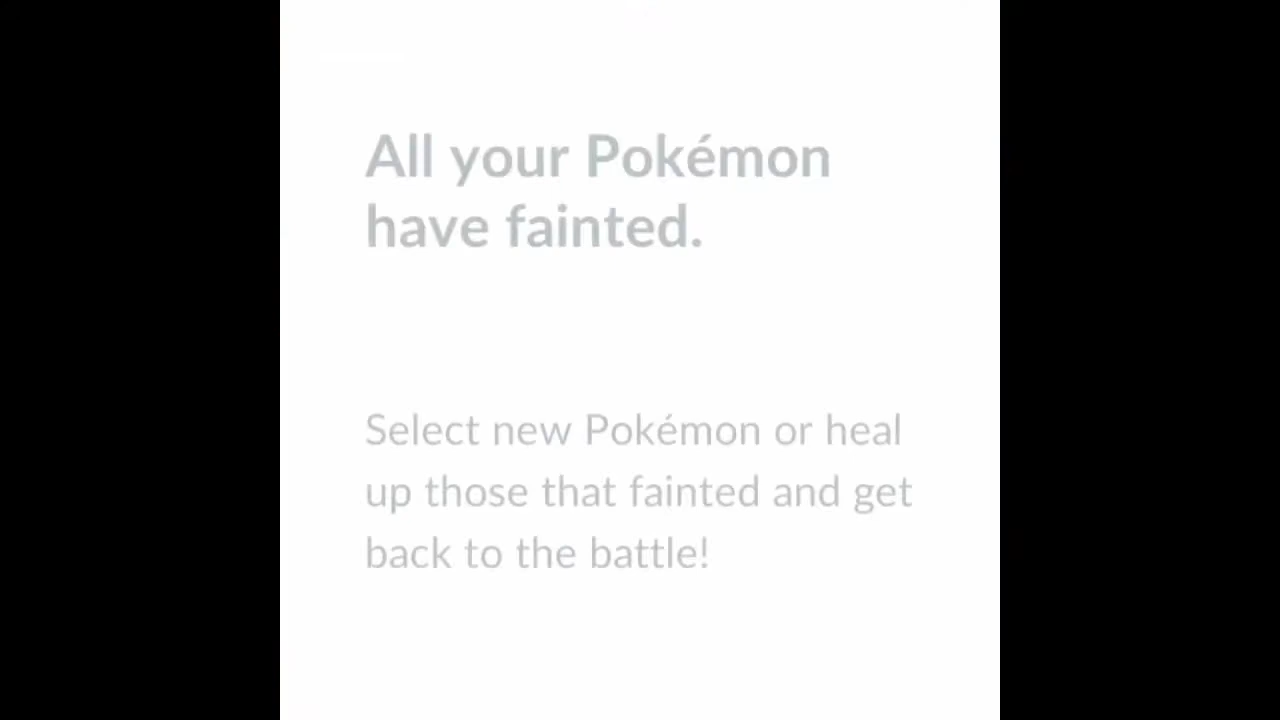 All your Pokémon
have fainted.
Select new Pokémon or heal
up those that fainted and get
back to the battle!